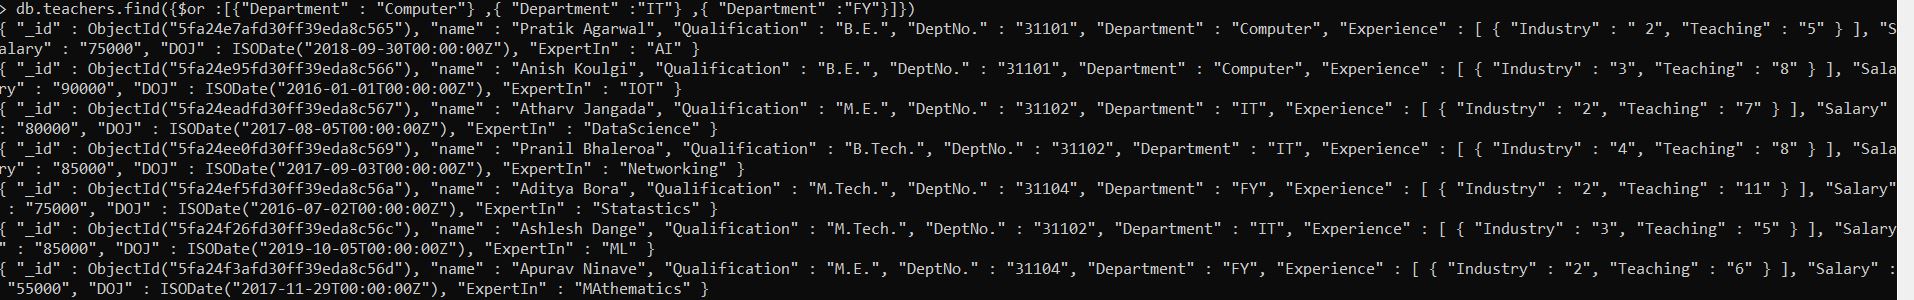 > db.teachers.find({$or :[{"Department" : "Computer"} ,{ "Department" :"IT"} ,{ "Department" :"FY"}]})
{ "_id" : ObjectId("5fa24e7afd30ff39eda8c565"), "name" : "Pratik Agarwal", "Qualification" : "B.E.", "DeptNo." : "31101", "Department" : "Computer", "Experience" : [ { "Industry" : " 2", "Teaching" : "5" } ], "S
alary" : "75000", "DOJ" : ISODate("2018-09-30T00:00:00Z"), "ExpertIn" : "AI" }
{ "_id" : ObjectId("5fa24e95fd30ff39eda8c566"), "name" : "Anish Koulgi", "Qualification" : "B.E.", "DeptNo." : "31101", "Department" : "Computer", "Experience" : [ { "Industry" : "3", "Teaching" : "8" } ], "Sala
ry" : "90000", "DOJ" : ISODate("2016-01-01T00:00:00Z"), "ExpertIn" : "IOT" }
{ "_id" : ObjectId("5fa24eadfd30ff39eda8c567"), "name" : "Atharv Jangada", "Qualification" : "M.E.", "DeptNo." : "31102", "Department" : "IT", "Experience" : [ { "Industry" : "2", "Teaching" : "7" } ], "Salary"
: "80000", "DOJ" : ISODate("2017-08-05T00:00:00Z"), "ExpertIn" : "DataScience" }
{ "_id" : ObjectId("5fa24ee0fd30ff39eda8c569"), "name" : "Pranil Bhaleroa", "Qualification" : "B.Tech.", "DeptNo." : "31102", "Department" : "IT", "Experience" : [ { "Industry" : "4", "Teaching" : "8" } ], "Sala
ry" : "85000", "DOJ" : ISODate("2017-09-03T00:00:00Z"), "ExpertIn" : "Networking" }
{ "_id" : ObjectId("5fa24ef5fd30ff39eda8c56a"), "name" : "Aditya Bora", "Qualification" : "M.Tech.", "DeptNo." : "31104", "Department" : "FY", "Experience" : [ { "Industry" : "2", "Teaching" : "11" } ], "Salary"
: "75000", "DOJ" : ISODate("2016-07-02T00:00:00Z"), "ExpertIn" : "Statastics" }
{ "_id" : ObjectId("5fa24f26fd30ff39eda8c56c"), "name" : "Ashlesh Dange", "Qualification" : "M.Tech.", "DeptNo." : "31102", "Department" : "IT", "Experience" : [ { "Industry" : "3", "Teaching" : "5" } ], "Salary
" : "85000", "DOJ" : ISODate("2019-10-05T00:00:00Z"), "ExpertIn" : "ML" }
{ "_id" : ObjectId("5fa24f3afd30ff39eda8c56d"), "name" : "Apurav Ninave", "Qualification" : "M.E.", "DeptNo." : "31104", "Department" : "FY", "Experience" : [ { "Industry" : "2", "Teaching" : "6" } ], "Salary" :
"55000", "DOJ" : ISODate("2017-11-29T00:00:00Z"), "ExpertIn" : "MAthematics" }